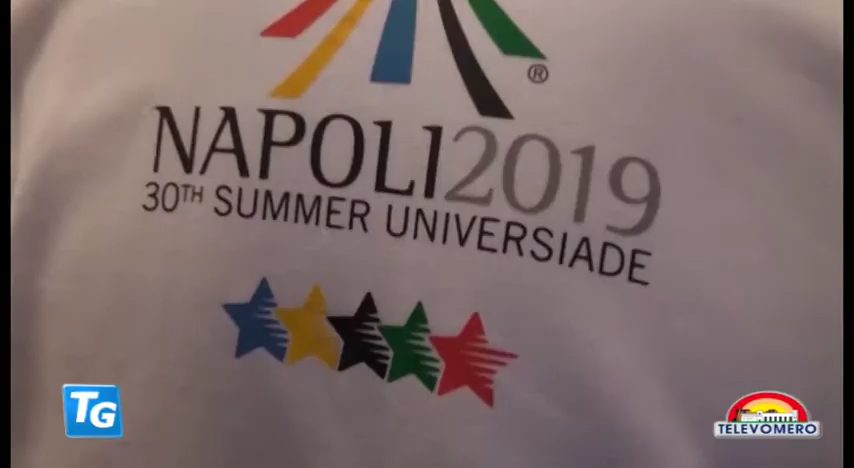 ®
NAPOLI2019
30TH SUMMER UNIVERSIADE
TG
TELEVOMERO